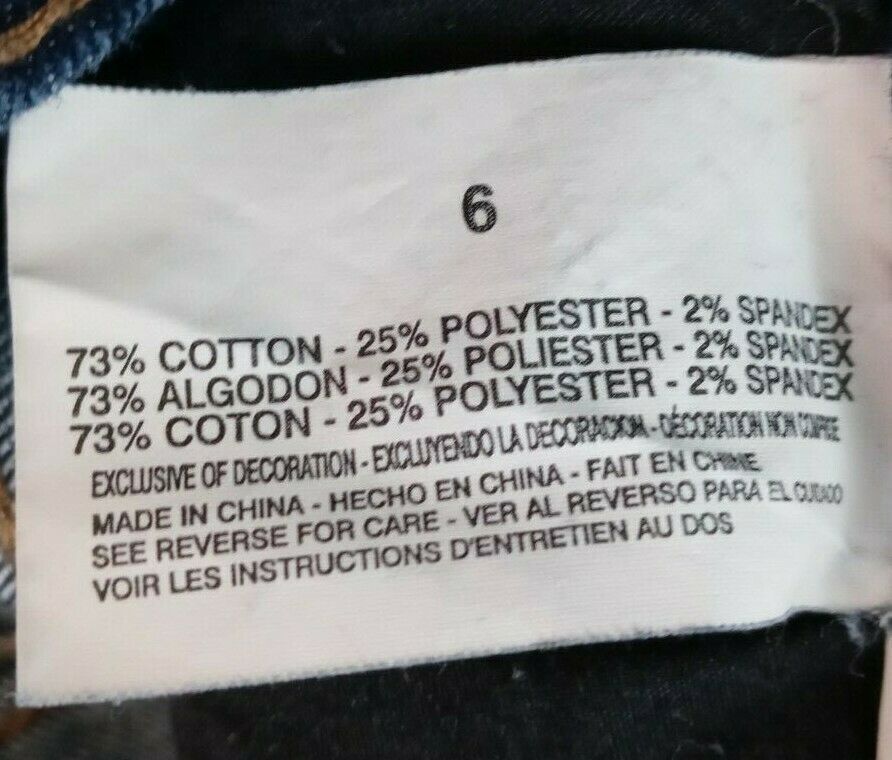 6
73% COTTON - 25% POLYESTER - 2% SPANDEX
73% ALGODON - 25% POLIESTER - 2% SPANDEX
73% COTON - 25% POLYESTER - 2% SPANDEX
EXCLUSIVE OF DECORATION - EXCLUYENDO LA DECORACION - DÉCORATION NON
MADE IN CHINA - HECHO EN CHINA - FAIT EN CHINE
SEE REVERSE FOR CARE - VER AL REVERSO PARA EL CUIDADO
VOIR LES INSTRUCTIONS D'ENTRETIEN AU DOS